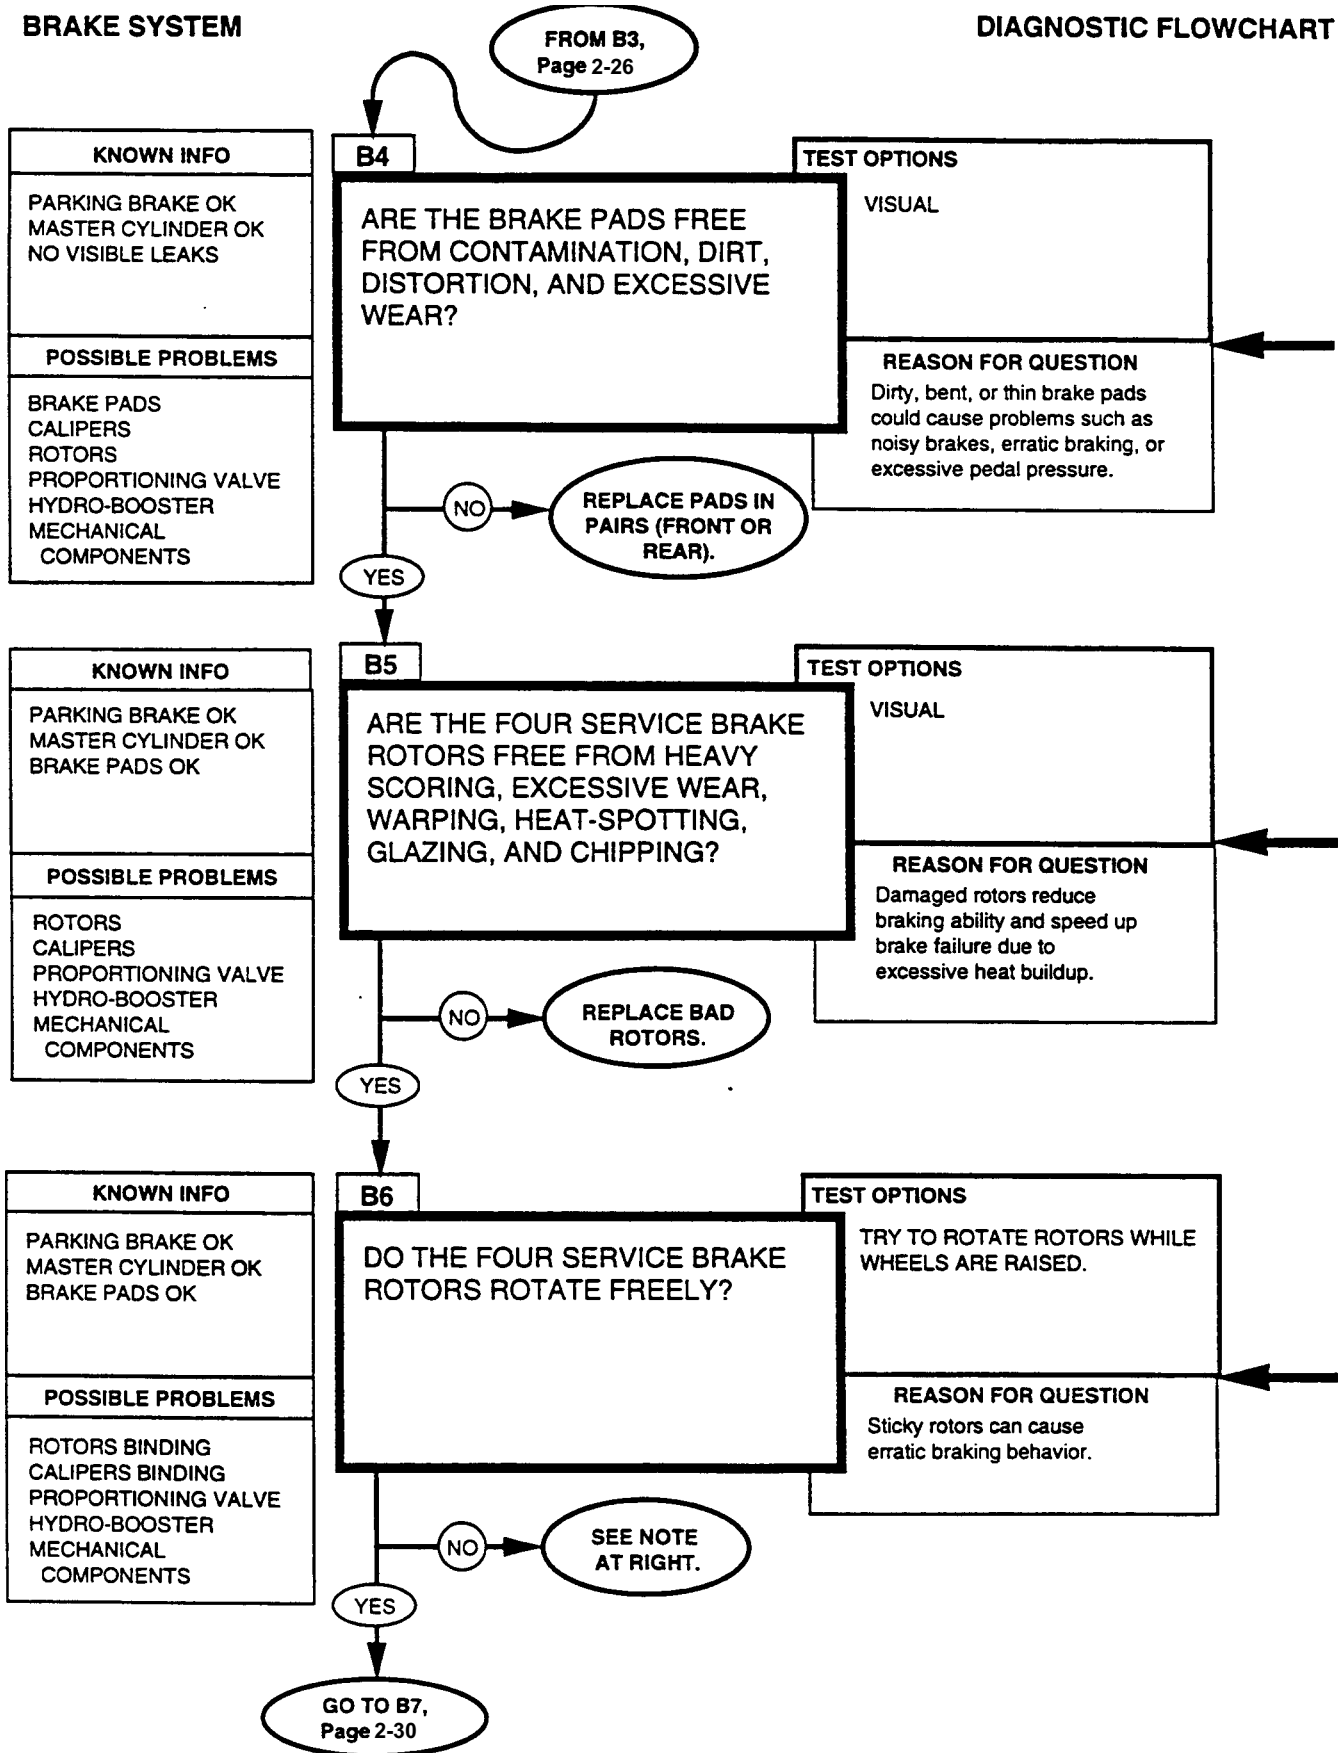 BRAKE SYSTEM
DIAGNOSTIC FLOWCHART
FROM B3,
Page 2-26
KNOWN INFO
PARKING BRAKE OK
MASTER CYLINDER OK
NO VISIBLE LEAKS
POSSIBLE PROBLEMS
BRAKE PADS
CALIPERS
ROTORS
PROPORTIONING VALVE
HYDRO-BOOSTER
MECHANICAL
COMPONENTS
B4
ARE THE BRAKE PADS FREE
FROM CONTAMINATION, DIRT,
DISTORTION, AND EXCESSIVE
WEAR?
TEST OPTIONS
VISUAL
REASON FOR QUESTION
Dirty, bent, or thin brake pads
could cause problems such as
noisy brakes, erratic braking, or
excessive pedal pressure.
NO
REPLACE PADS IN
PAIRS (FRONT OR
REAR).
YES
KNOWN INFO
PARKING BRAKE OK
MASTER CYLINDER OK
BRAKE PADS OK
POSSIBLE PROBLEMS
ROTORS
CALIPERS
PROPORTIONING VALVE
HYDRO-BOOSTER
MECHANICAL
COMPONENTS
B5
ARE THE FOUR SERVICE BRAKE
ROTORS FREE FROM HEAVY
SCORING, EXCESSIVE WEAR,
WARPING, HEAT-SPOTTING,
GLAZING, AND CHIPPING?
TEST OPTIONS
VISUAL
REASON FOR QUESTION
Damaged rotors reduce
braking ability and speed up
brake failure due to
excessive heat buildup.
NO
REPLACE BAD
ROTORS.
YES
KNOWN INFO
PARKING BRAKE OK
MASTER CYLINDER OK
BRAKE PADS OK
POSSIBLE PROBLEMS
ROTORS BINDING
CALIPERS BINDING
PROPORTIONING VALVE
HYDRO-BOOSTER
MECHANICAL
COMPONENTS
B6
DO THE FOUR SERVICE BRAKE
ROTORS ROTATE FREELY?
TEST OPTIONS
TRY TO ROTATE ROTORS WHILE
WHEELS ARE RAISED.
REASON FOR QUESTION
Sticky rotors can cause
erratic braking behavior.
NO
SEE NOTE
AT RIGHT.
YES
GO TO B7,
Page 2-30